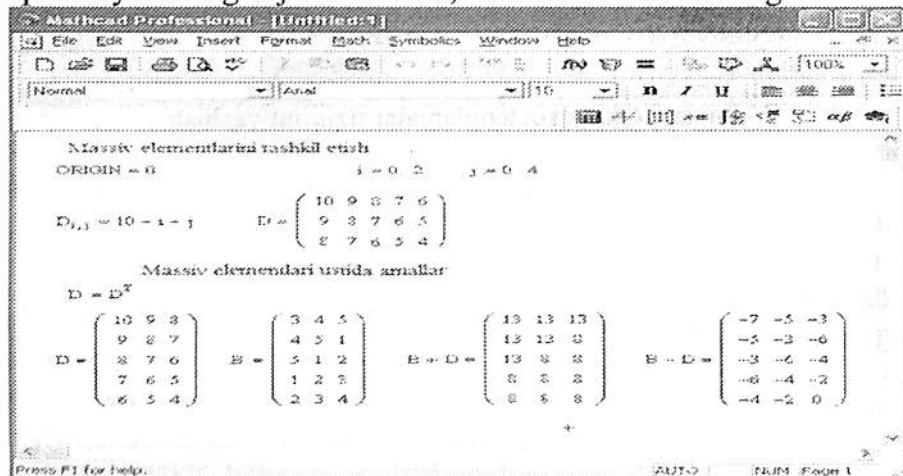 Mathcad Professional - [Untitled:1]
File Edit View Insert Format Math Symbolics Window Help
100%
Normal Arial 10 B I U
αβ
Massiv elementlarini tashkil etish
ORIGIN = 0 i = 0 .. 2 j = 0 .. 4
D i,j = 10 - i - j D = ( 10 9 8 7 6
9 8 7 6 5
8 7 6 5 4 )
Massiv elemendari ustida amallar
D = D^T
D = B = B + D = B - D =
10 9 8 3 4 5 13 13 13 -7 -5 -3
9 8 7 4 5 1 13 13 8 -5 -3 -6
8 7 6 5 1 2 13 8 8 -3 -6 -4
7 6 5 1 2 3 8 8 8 -6 -4 -2
6 5 4 2 3 4 8 8 8 -4 -2 0
Press F1 for help. AUTO NUM Page 1